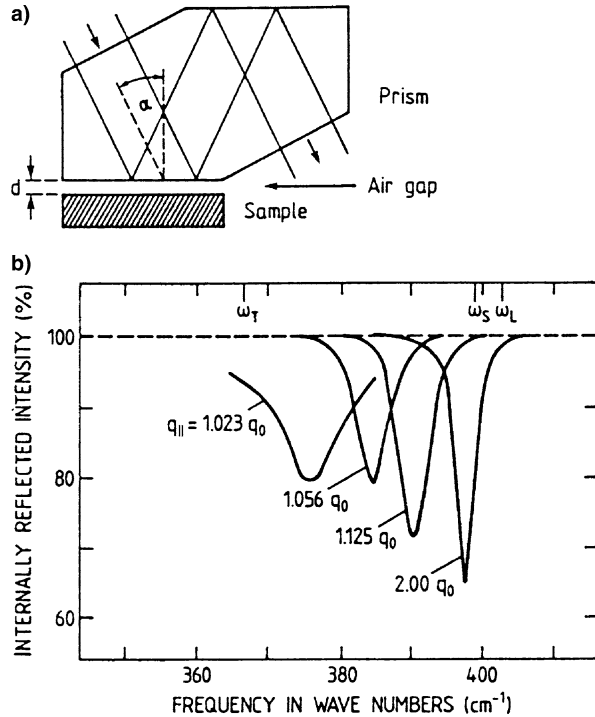 a)
α
Prism
d
Air gap
Sample
b)
ω_T ω_S ω_L
INTERNALLY REFLECTED INTENSITY (%)
100
80
60
q_II = 1.023 q_0
1.056 q_0
1.125 q_0
2.00 q_0
360 380 400
FREQUENCY IN WAVE NUMBERS (cm⁻¹)